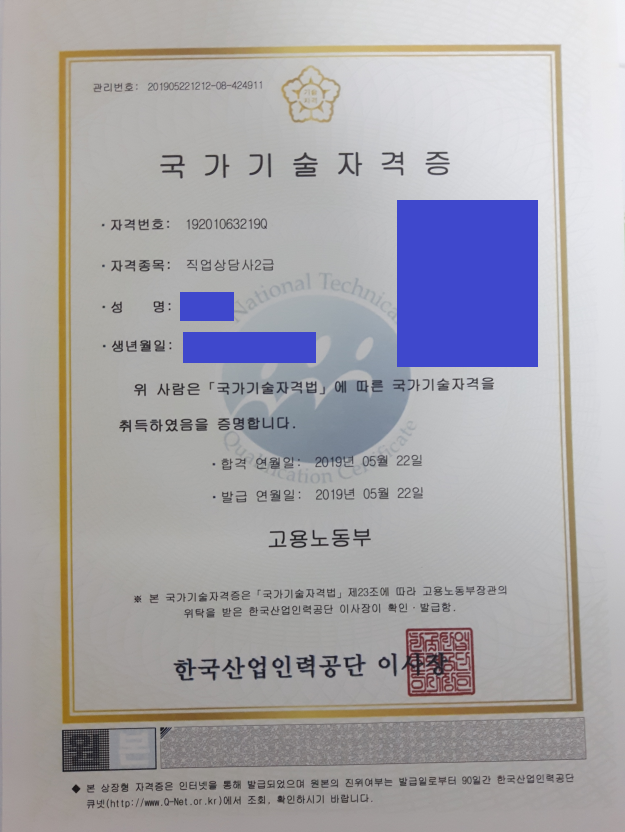 관리번호: 201905221212-08-424911
기술
자격
국가기술자격증
· 자격번호: 19201063219Q
· 자격종목: 직업상담사2급
· 성 명:
· 생년월일:
National Technical
Qualification Certificate
위 사람은「국가기술자격법」에 따른 국가기술자격을
취득하였음을 증명합니다.
· 합격 연월일: 2019년 05월 22일
· 발급 연월일: 2019년 05월 22일
고용노동부
※ 본 국가기술자격증은「국가기술자격법」제23조에 따라 고용노동부장관의
위탁을 받은 한국산업인력공단 이사장이 확인·발급함.
한국산업인력공단 이사장
원본
◆ 본 상장형 자격증은 인터넷을 통해 발급되었으며 원본의 진위여부는 발급일로부터 90일간 한국산업인력공단
큐넷(http://www.Q-Net.or.kr)에서 조회, 확인하시기 바랍니다.